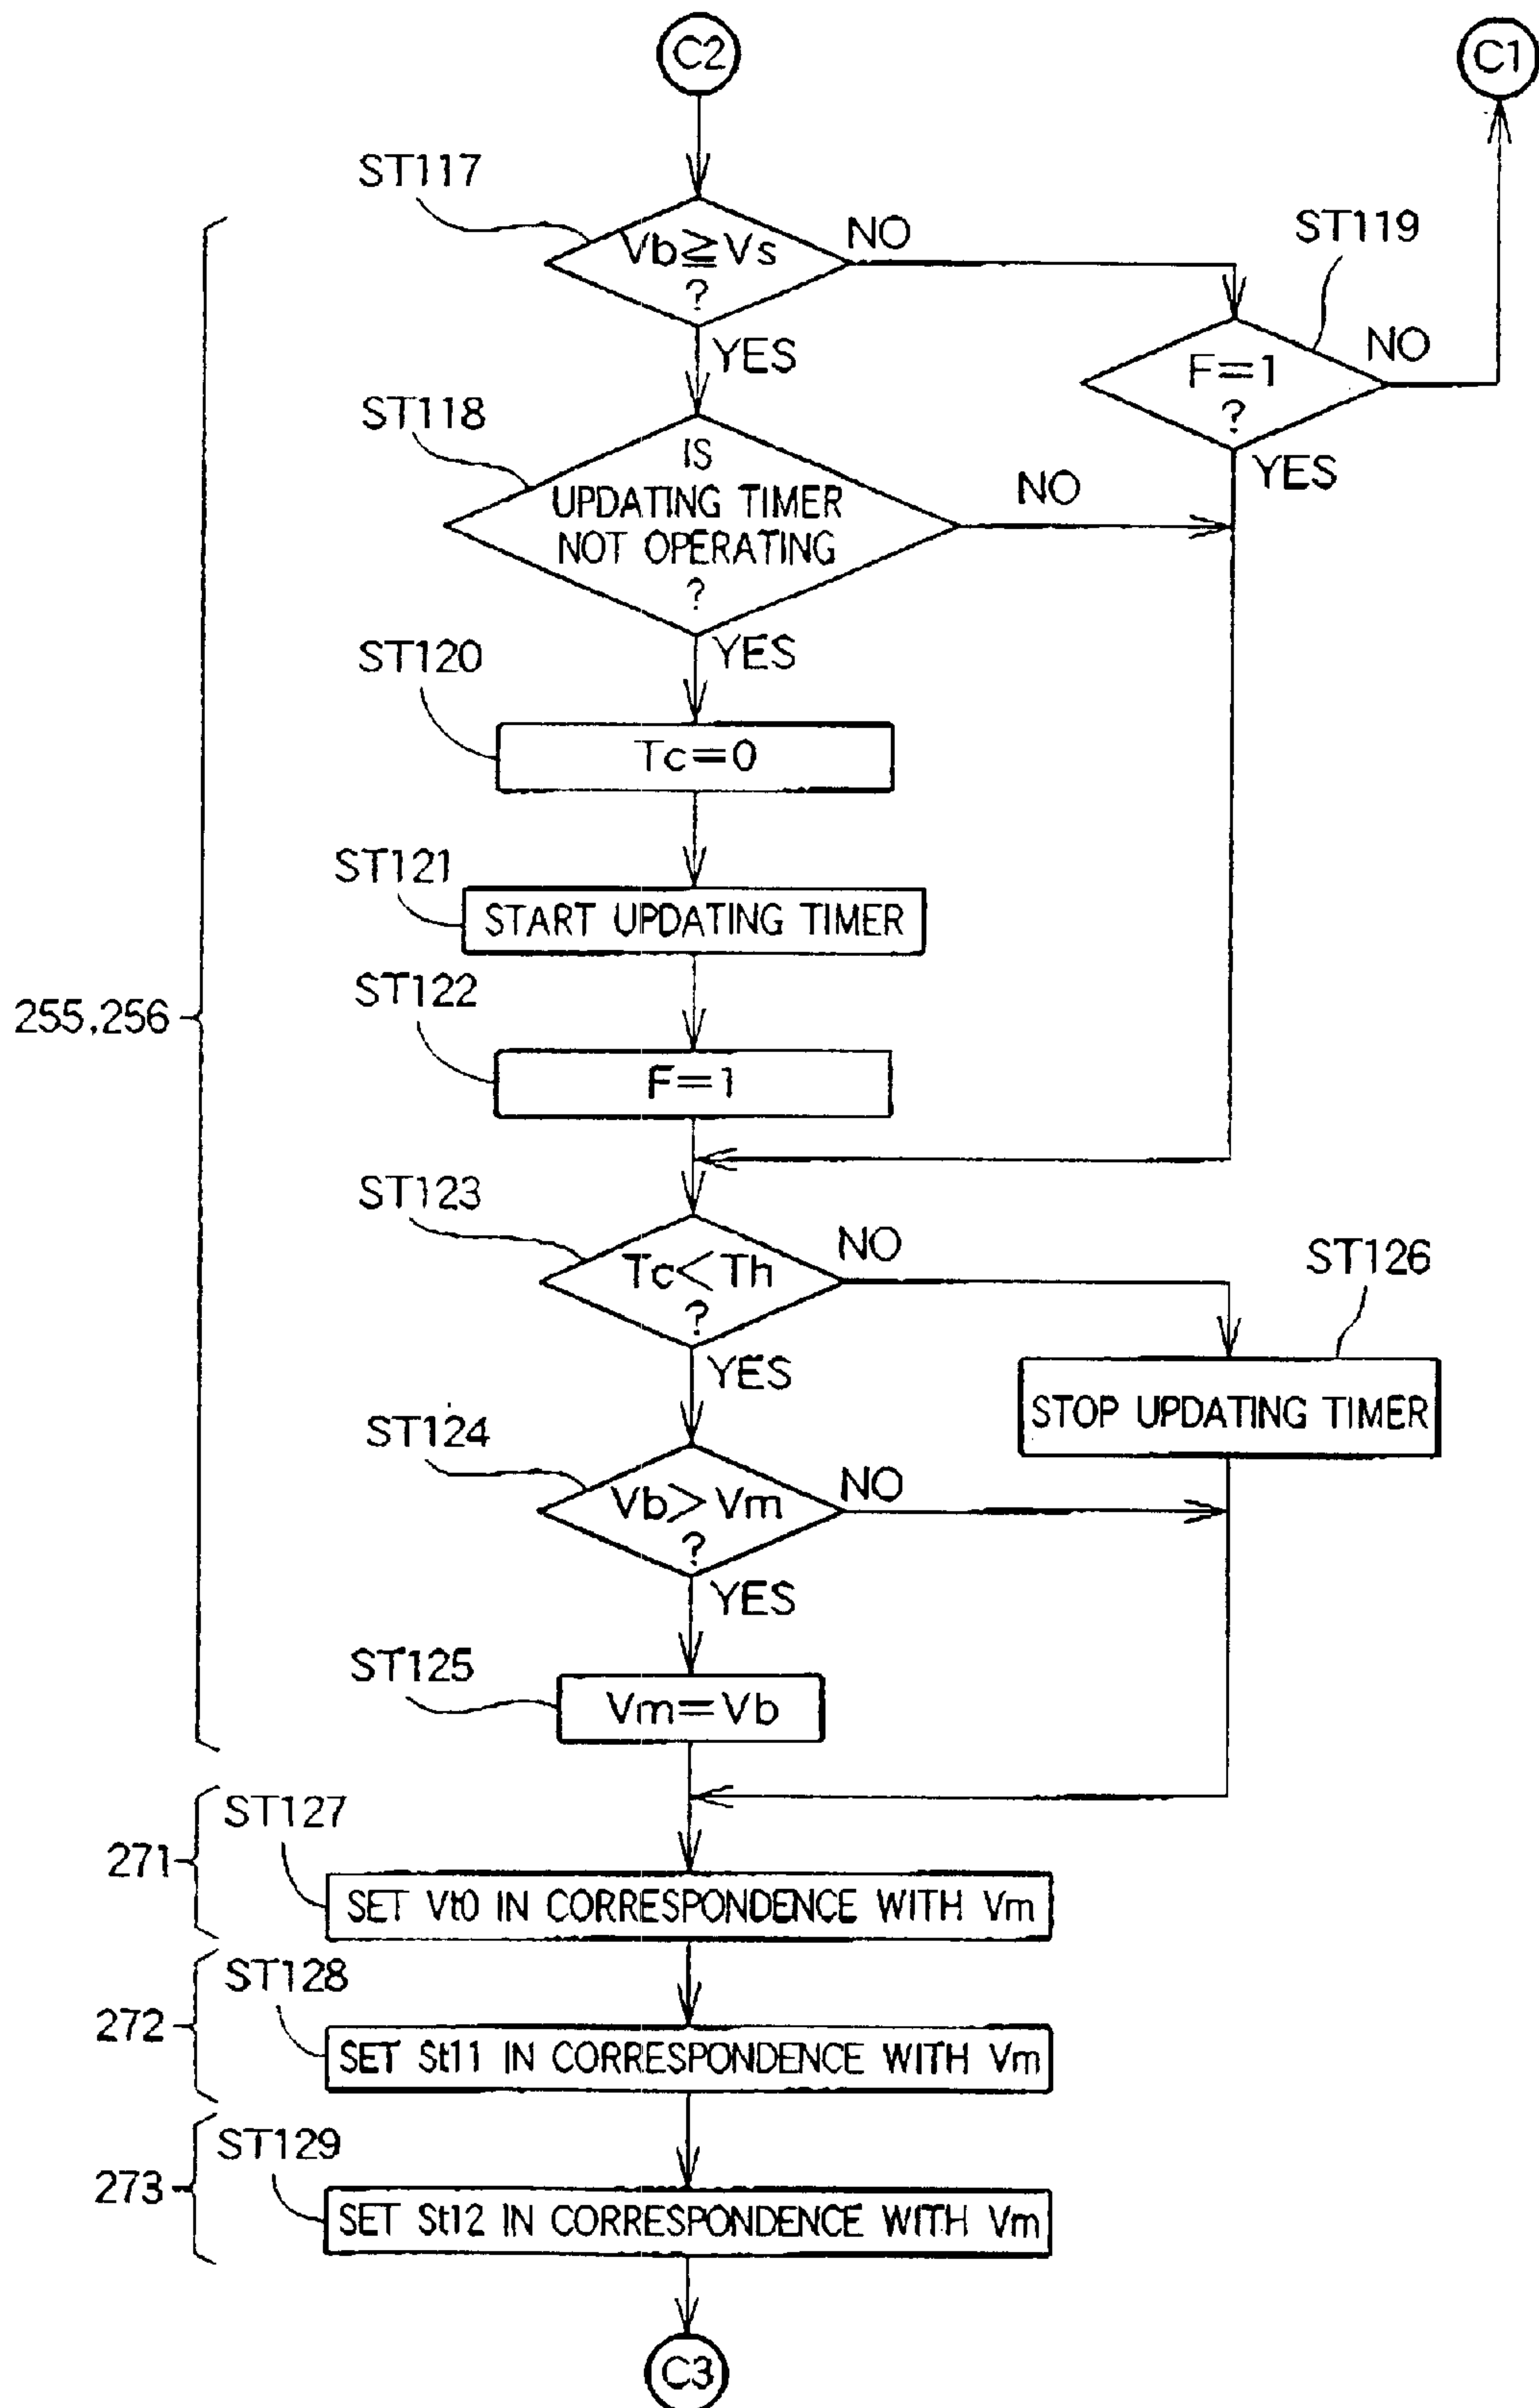 C2
C1
ST117
Vb≧Vs
?
NO
YES
ST119
F=1
?
NO
YES
ST118
IS
UPDATING TIMER
NOT OPERATING
?
NO
YES
ST120
Tc=0
ST121
START UPDATING TIMER
255,256
ST122
F=1
ST123
Tc<Th
?
NO
YES
ST126
STOP UPDATING TIMER
ST124
Vb>Vm
?
NO
YES
ST125
Vm=Vb
271
ST127
SET Vt0 IN CORRESPONDENCE WITH Vm
272
ST128
SET St11 IN CORRESPONDENCE WITH Vm
273
ST129
SET St12 IN CORRESPONDENCE WITH Vm
C3